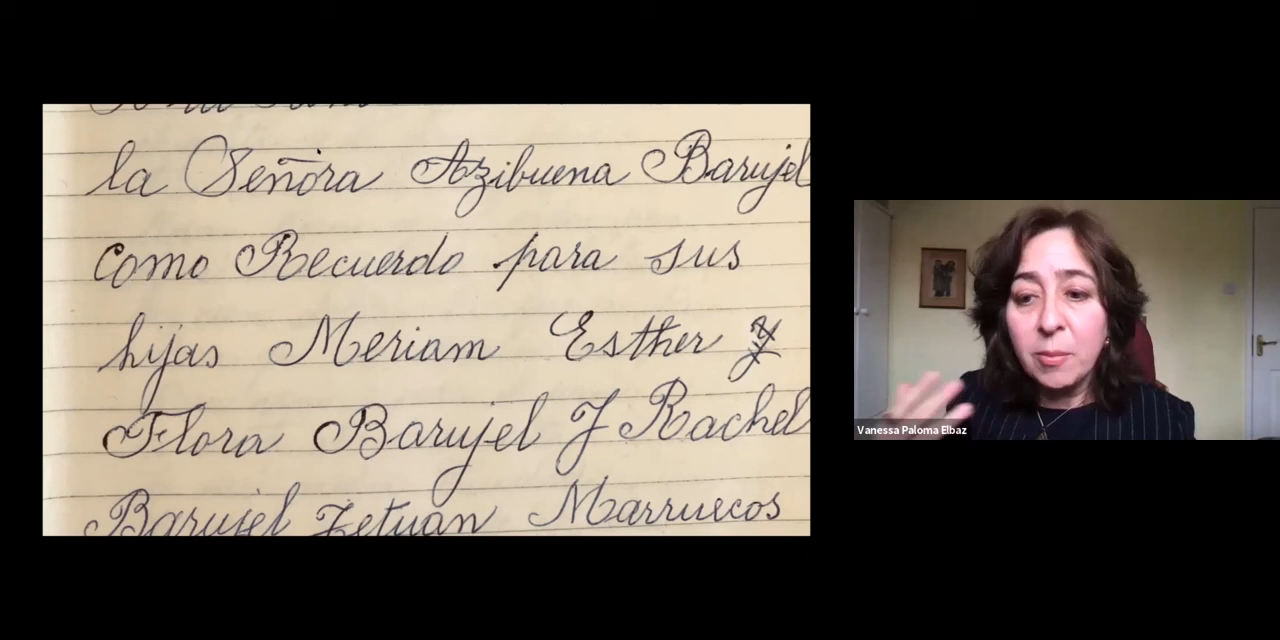 la Señora Azibuena Barujel
Como Recuerdo para sus
hijas Meriam Esther y
Flora Barujel Y Rachel
Barujel Tetuan Marruecos
Vanessa Paloma Elbaz